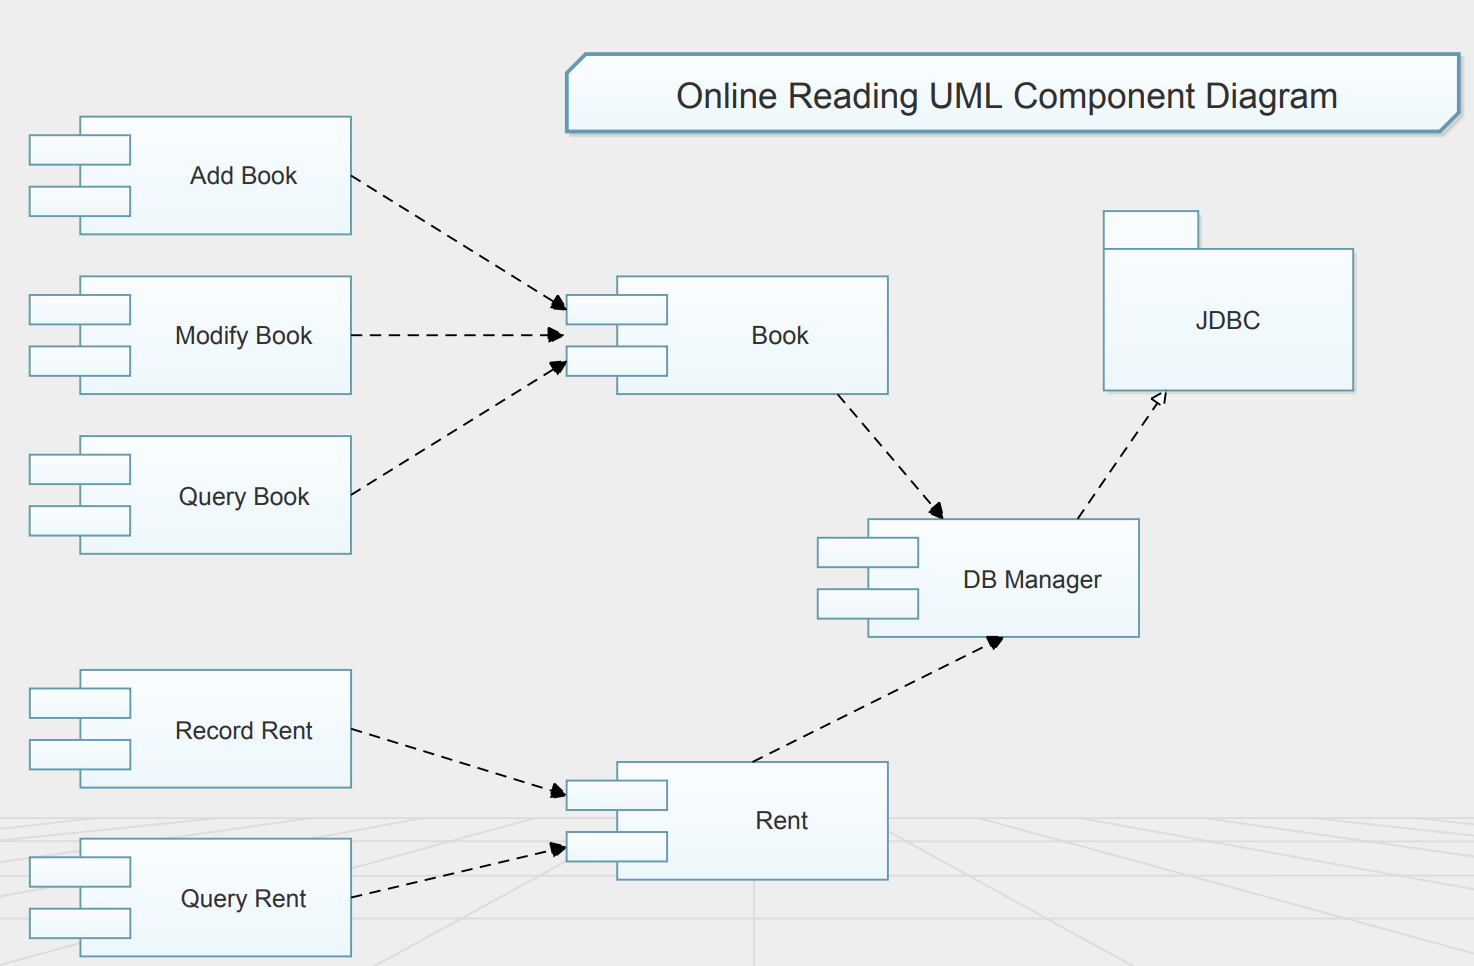 Online Reading UML Component Diagram
Add Book
Modify Book
Book
JDBC
Query Book
DB Manager
Record Rent
Rent
Query Rent